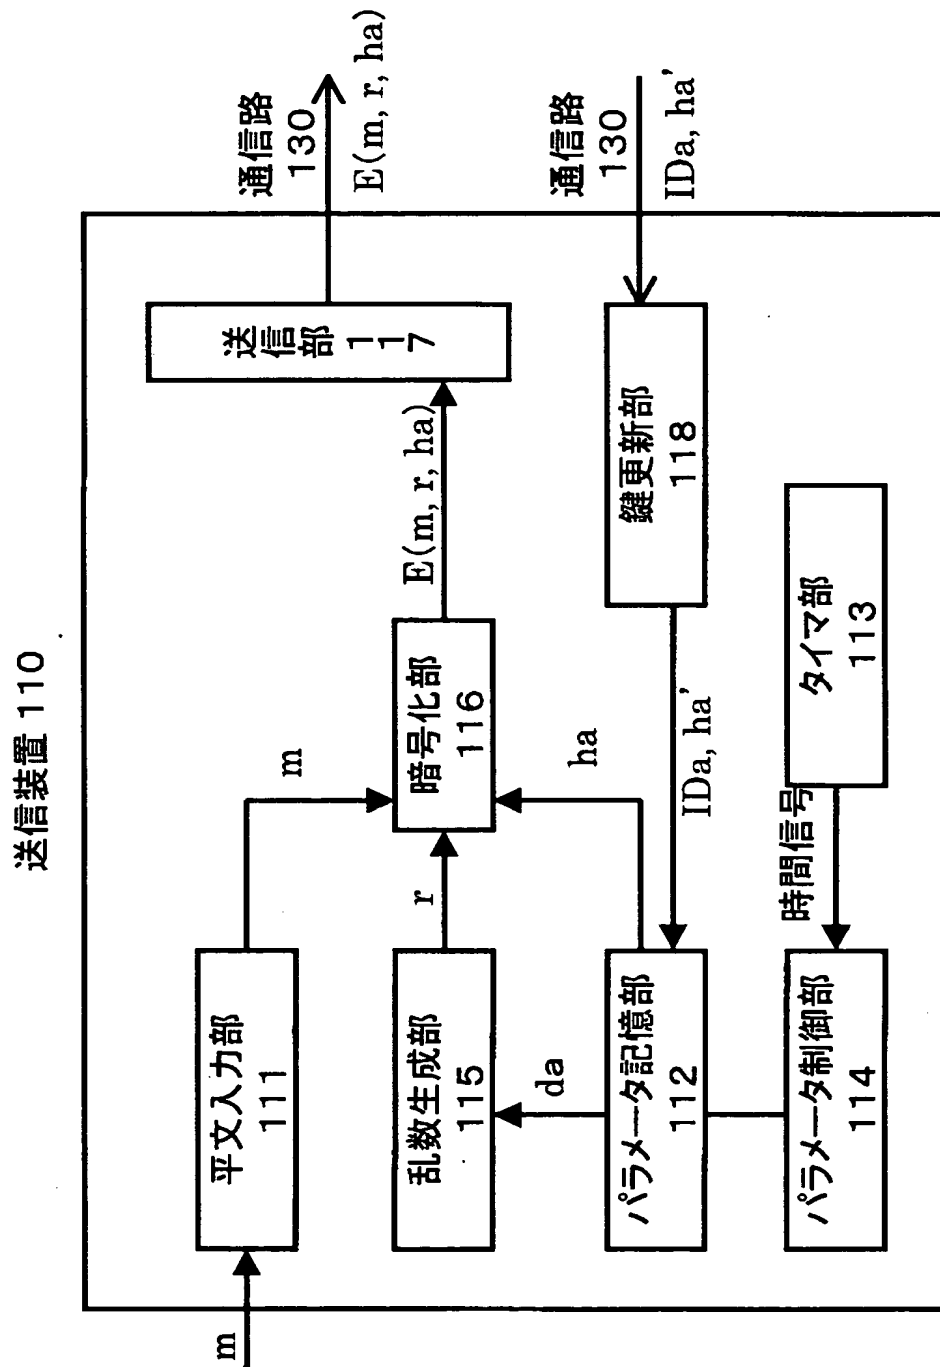 送信装置 110
m
平文入力部
111
m
乱数生成部
115
r
暗号化部
116
E(m, r, ha)
送信部 117
通信路
130
E(m, r, ha)
da
ha
パラメータ記憶部
112
IDa, ha'
鍵更新部
118
通信路
130
IDa, ha'
パラメータ制御部
114
時間信号
タイマ部
113